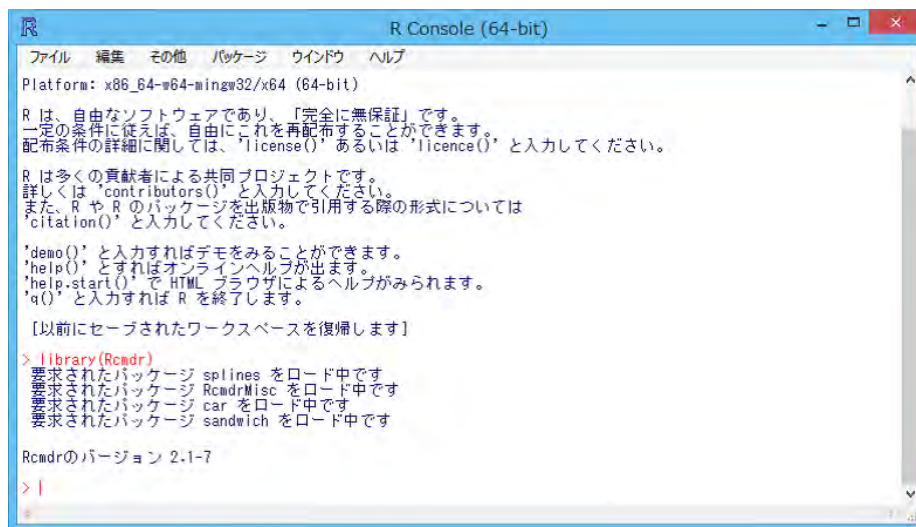 R Console (64-bit)
ファイル 編集 その他 パッケージ ウインドウ ヘルプ
Platform: x86_64-w64-mingw32/x64 (64-bit)
R は、自由なソフトウェアであり、「完全に無保証」です。
一定の条件に従えば、自由にこれを再配布することができます。
配布条件の詳細に関しては、'license()' あるいは 'licence()' と入力してください。
R は多くの貢献者による共同プロジェクトです。
詳しくは 'contributors()' と入力してください。
また、R や R のパッケージを出版物で引用する際の形式については
'citation()' と入力してください。
'demo()' と入力すればデモをみることができます。
'help()' とすればオンラインヘルプが出ます。
'help.start()' で HTML ブラウザによるヘルプがみられます。
'q()' と入力すれば R を終了します。
[以前にセーブされたワークスペースを復帰します]
> library(Rcmdr)
要求されたパッケージ splines をロード中です
要求されたパッケージ RcmdrMisc をロード中です
要求されたパッケージ car をロード中です
要求されたパッケージ sandwich をロード中です
Rcmdrのバージョン 2.1-7
>